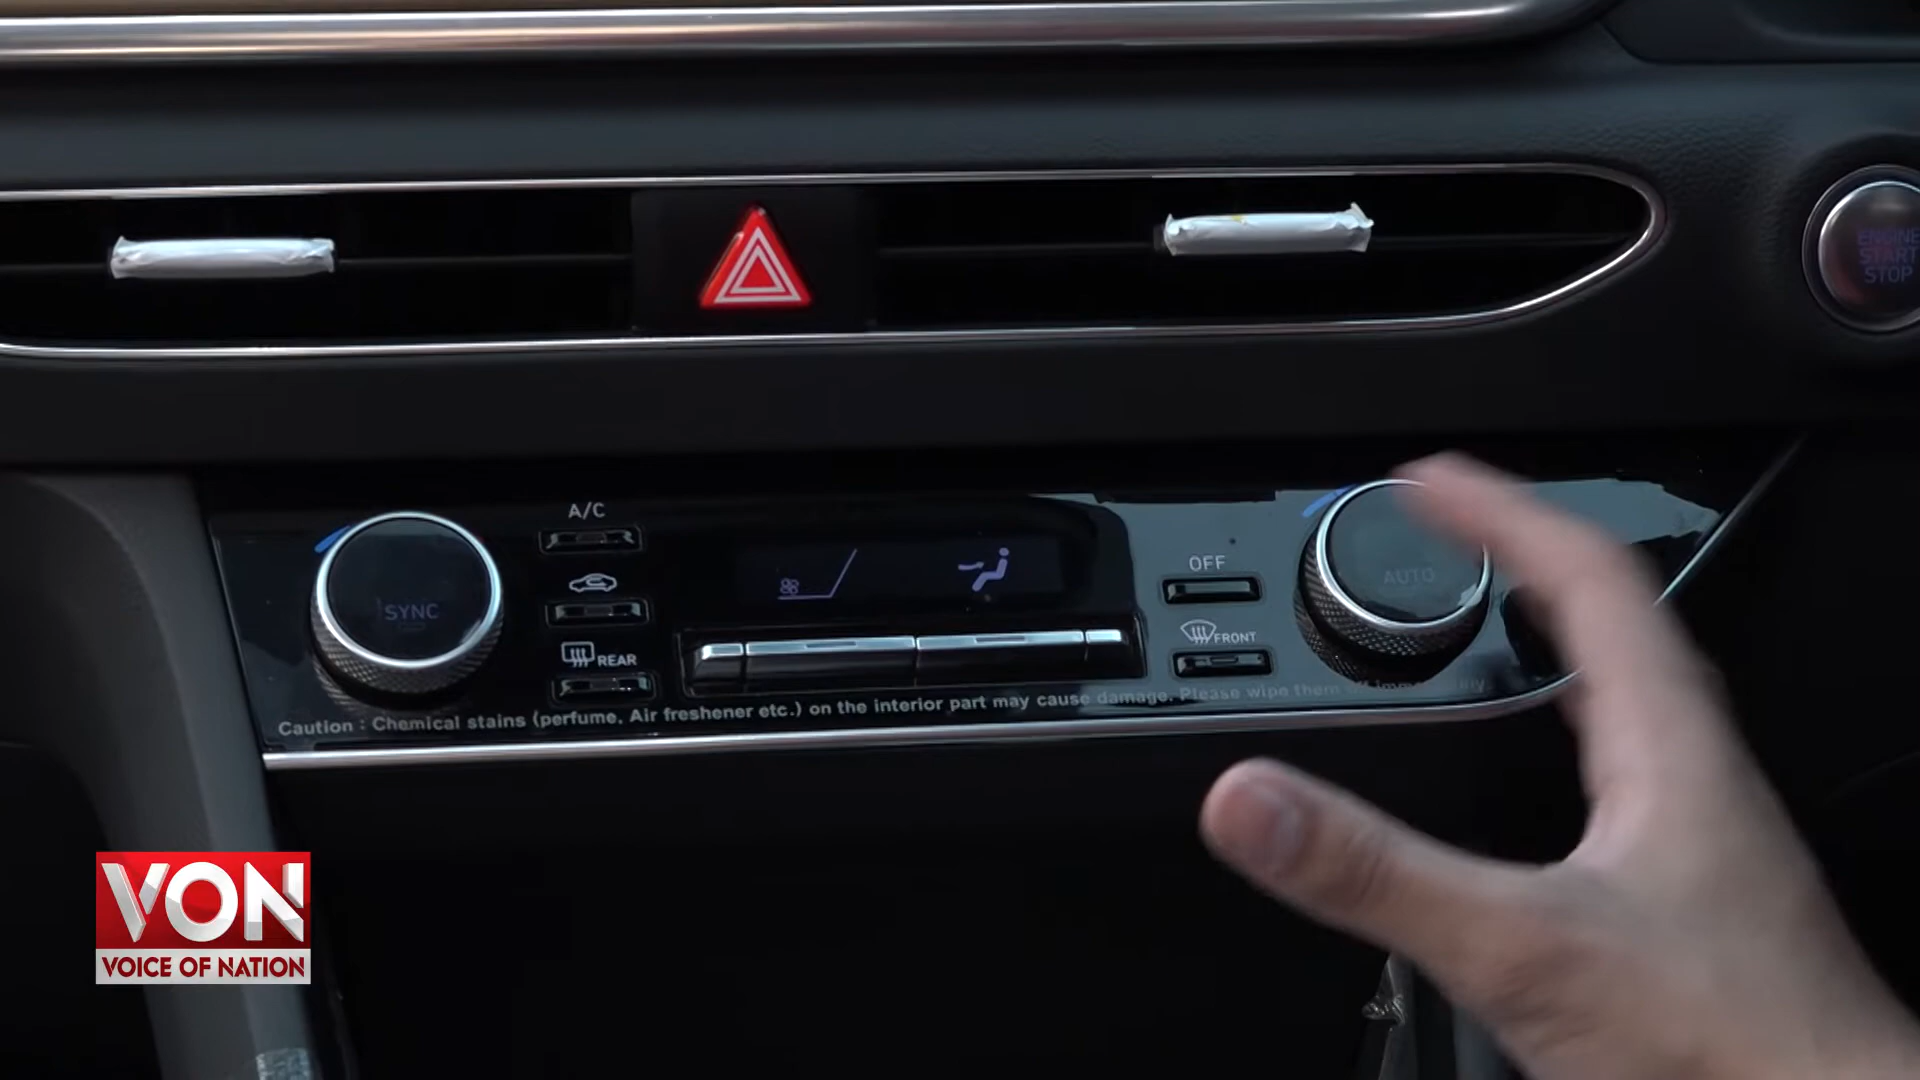 ENGINE
START
STOP
A/C
SYNC
REAR
OFF
AUTO
FRONT
Caution : Chemical stains (perfume, Air freshener etc.) on the interior part may cause damage. Please wipe them off
VON
VOICE OF NATION